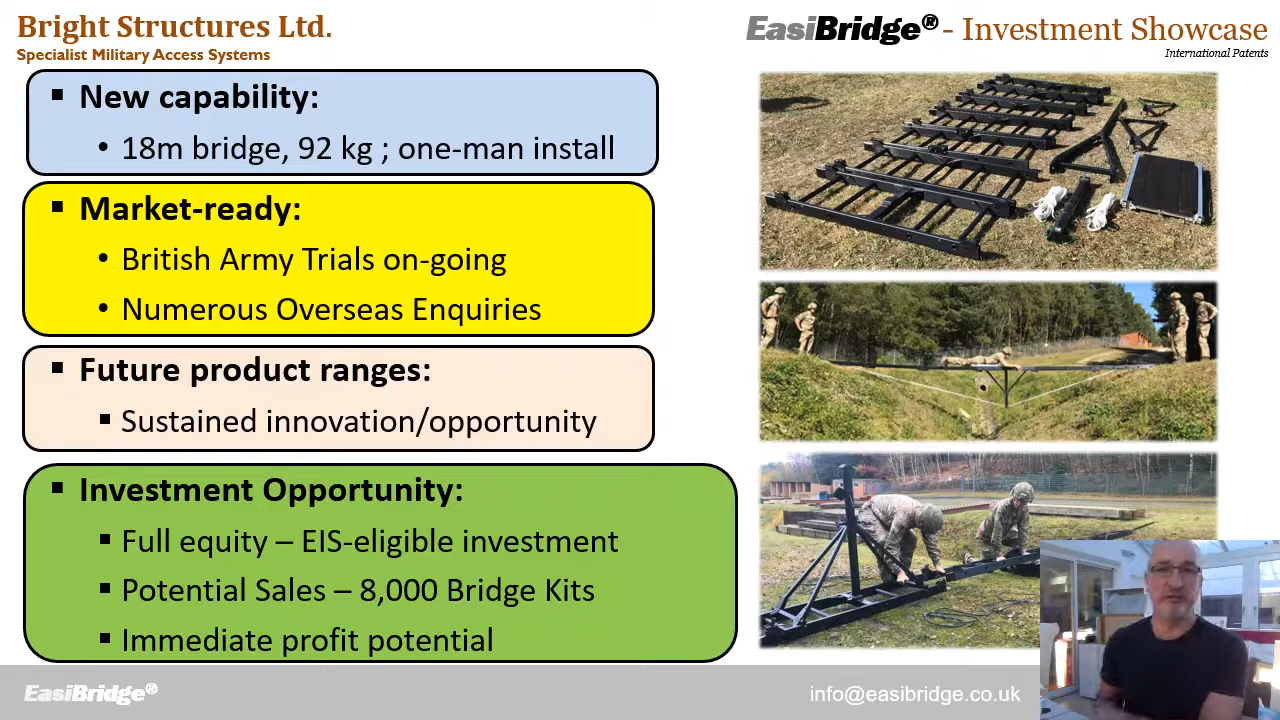 Bright Structures Ltd.
Specialist Military Access Systems
EasiBridge® - Investment Showcase
International Patents
▪ New capability:
• 18m bridge, 92 kg ; one-man install
▪ Market-ready:
• British Army Trials on-going
• Numerous Overseas Enquiries
▪ Future product ranges:
▪ Sustained innovation/opportunity
▪ Investment Opportunity:
▪ Full equity – EIS-eligible investment
▪ Potential Sales – 8,000 Bridge Kits
▪ Immediate profit potential
EasiBridge®
info@easibridge.co.uk